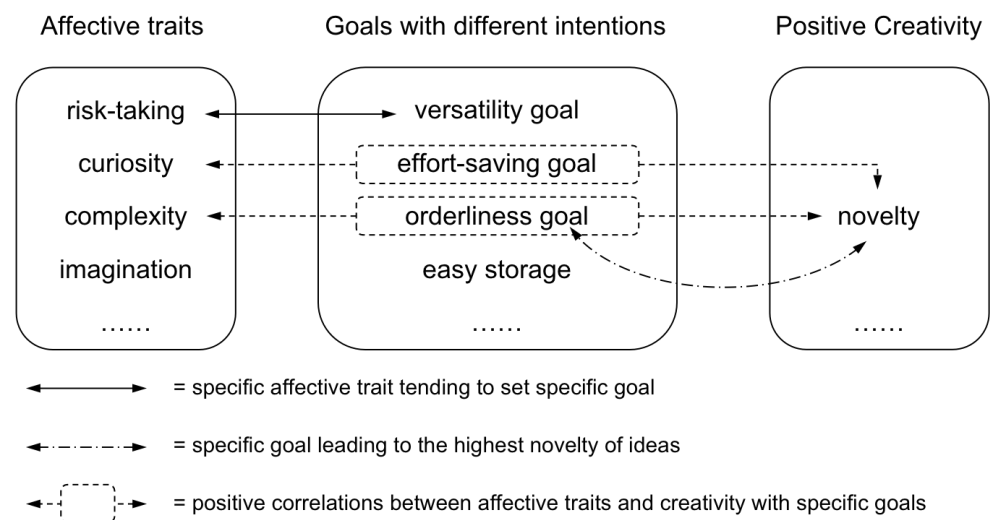 Affective traits Goals with different intentions Positive Creativity
risk-taking versatility goal
curiosity effort-saving goal
complexity orderliness goal novelty
imagination easy storage
...... ...... ......
= specific affective trait tending to set specific goal
= specific goal leading to the highest novelty of ideas
= positive correlations between affective traits and creativity with specific goals